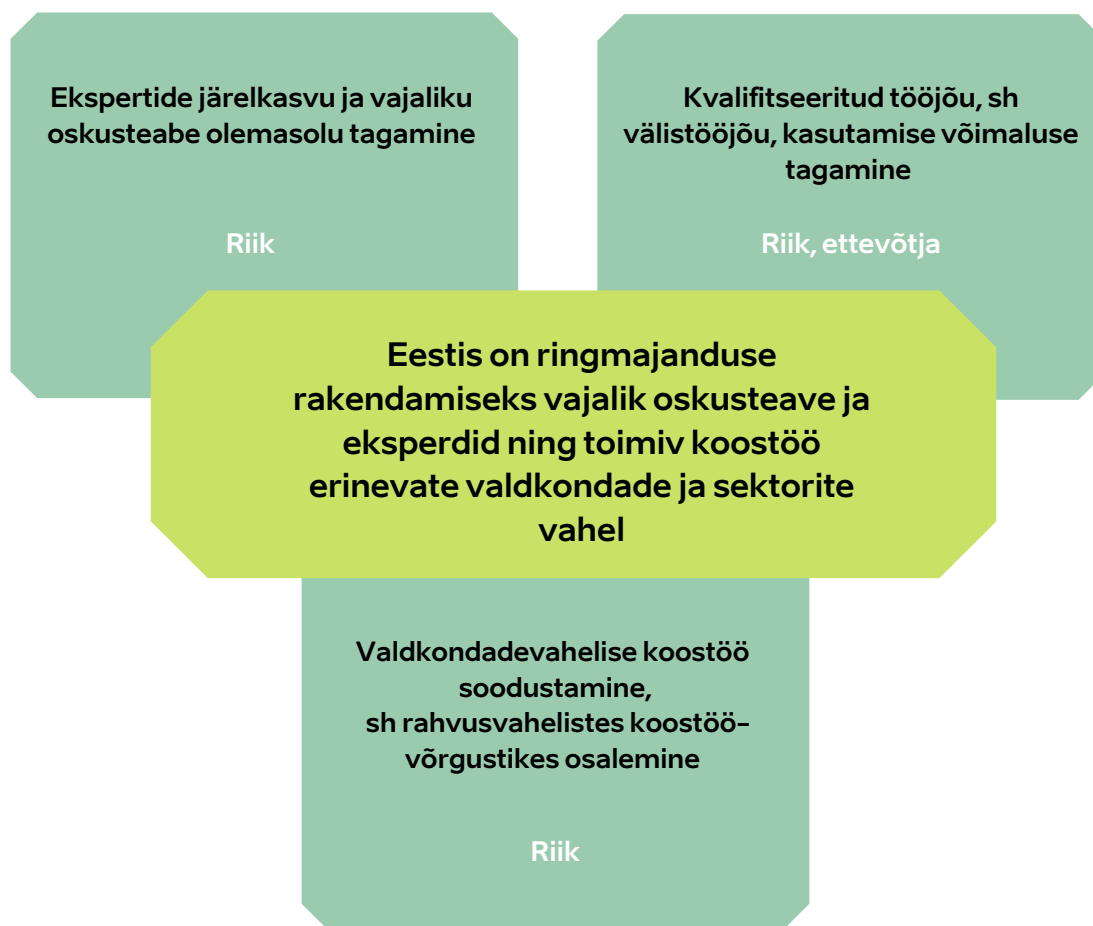 Ekspertide järelkasvu ja vajaliku
oskusteabe olemasolu tagamine
Riik
Kvalifitseeritud tööjõu, sh
välistööjõu, kasutamise võimaluse
tagamine
Riik, ettevõtja
Eestis on ringmajanduse
rakendamiseks vajalik oskusteave ja
eksperdid ning toimiv koostöö
erinevate valdkondade ja sektorite
vahel
Valdkondadevahelise koostöö
soodustamine,
sh rahvusvahelistes koostöö-
võrgustikes osalemine
Riik